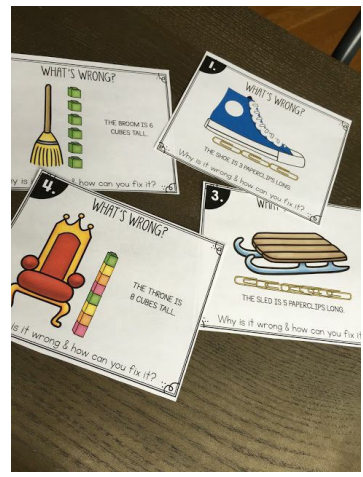 WHAT'S WRONG?
THE BROOM IS 6
CUBES TALL.
is it wrong & how can you fix it?
1.
WHAT'S WRONG?
THE SHOE IS 3 PAPERCLIPS LONG.
Why is it wrong & how can you fix it?
4.
WHAT'S WRONG?
THE THRONE IS
8 CUBES TALL.
is it wrong & how can you fix it?
3.
THE SLED IS 5 PAPERCLIPS LONG.
Why is it wrong & how can you fix it